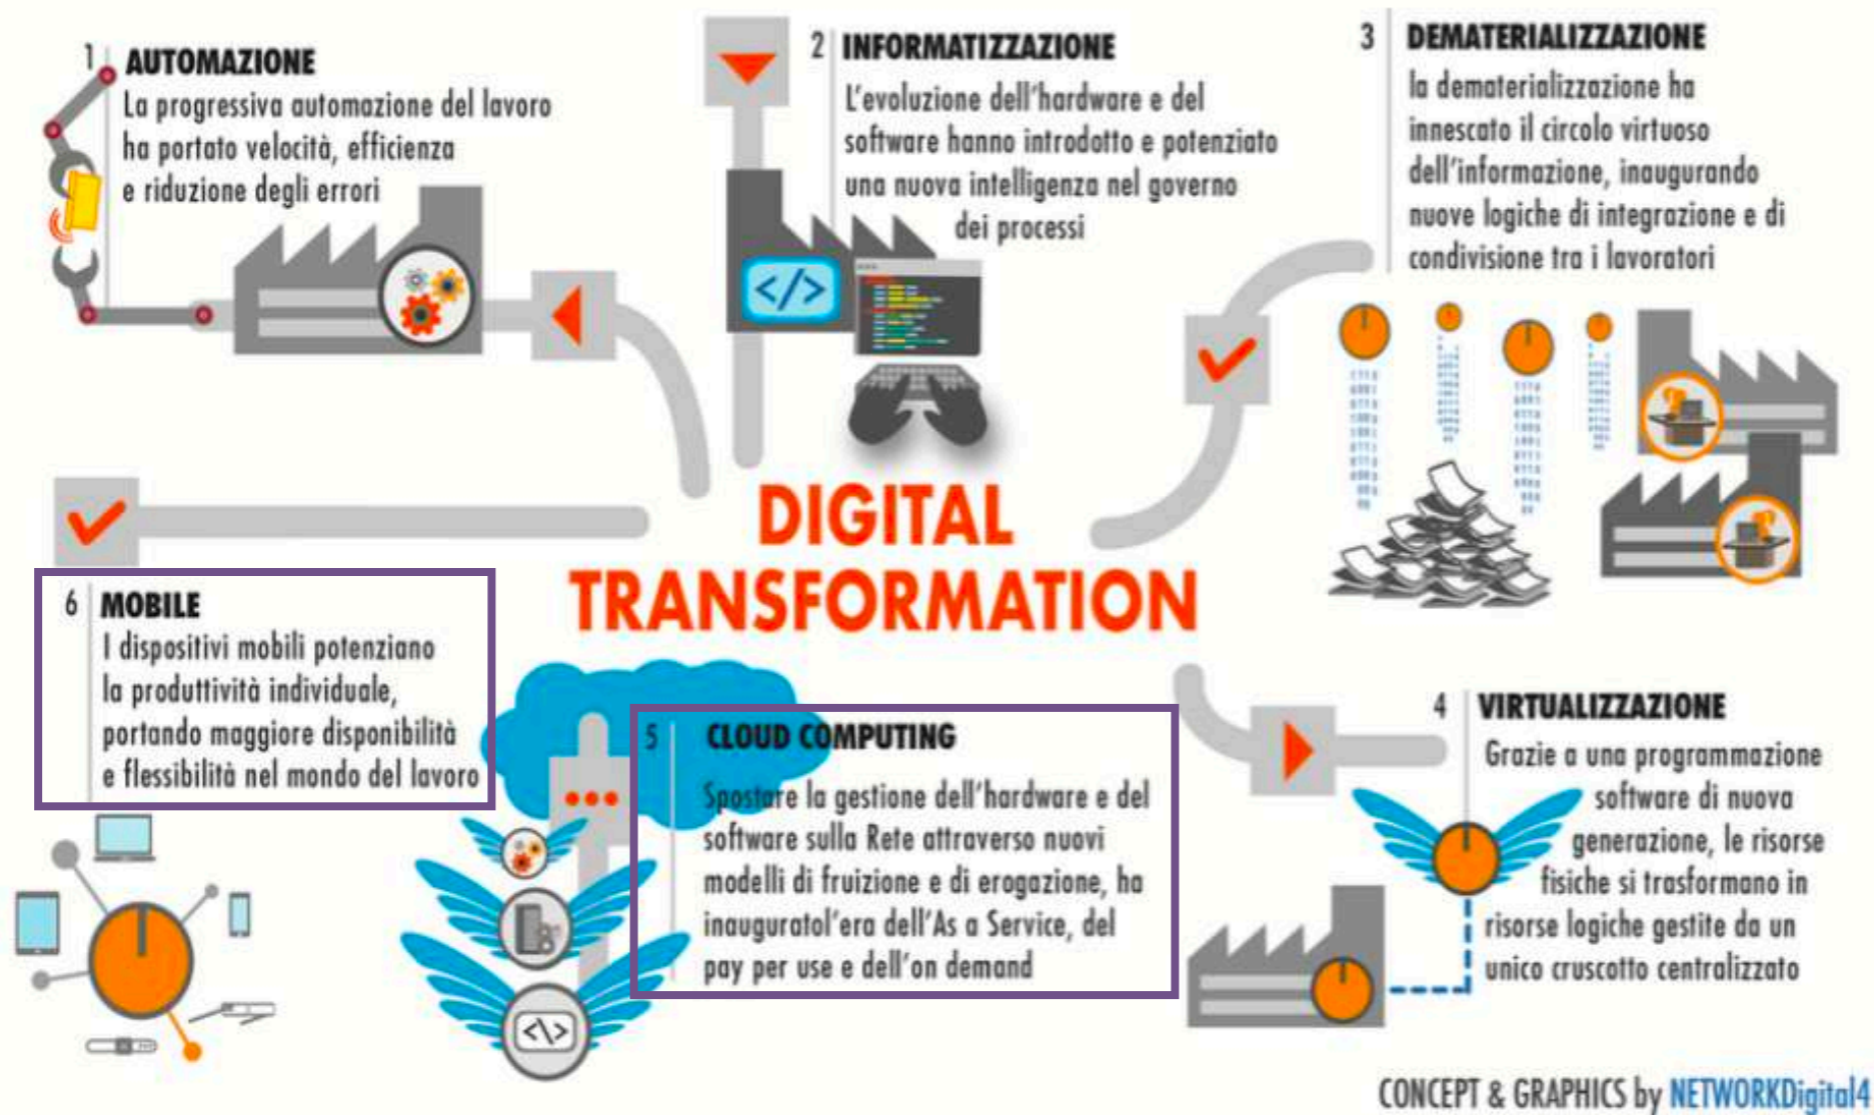 1 AUTOMAZIONE
La progressiva automazione del lavoro
ha portato velocità, efficienza
e riduzione degli errori
2 INFORMATIZZAZIONE
L'evoluzione dell'hardware e del
software hanno introdotto e potenziato
una nuova intelligenza nel governo
dei processi
</>
3 DEMATERIALIZZAZIONE
la dematerializzazione ha
innescato il circolo virtuoso
dell'informazione, inaugurando
nuove logiche di integrazione e di
condivisione tra i lavoratori
DIGITAL
TRANSFORMATION
4 VIRTUALIZZAZIONE
Grazie a una programmazione
software di nuova
generazione, le risorse
fisiche si trasformano in
risorse logiche gestite da un
unico cruscotto centralizzato
5 CLOUD COMPUTING
Spostare la gestione dell'hardware e del
software sulla Rete attraverso nuovi
modelli di fruizione e di erogazione, ha
inauguratol'era dell'As a Service, del
pay per use e dell'on demand
<\>
6 MOBILE
I dispositivi mobili potenziano
la produttività individuale,
portando maggiore disponibilità
e flessibilità nel mondo del lavoro
CONCEPT & GRAPHICS by NETWORKDigital4